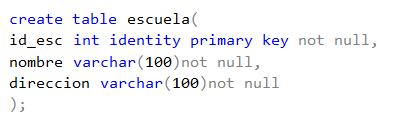 create table escuela(
id_esc int identity primary key not null,
nombre varchar(100)not null,
direccion varchar(100)not null
);